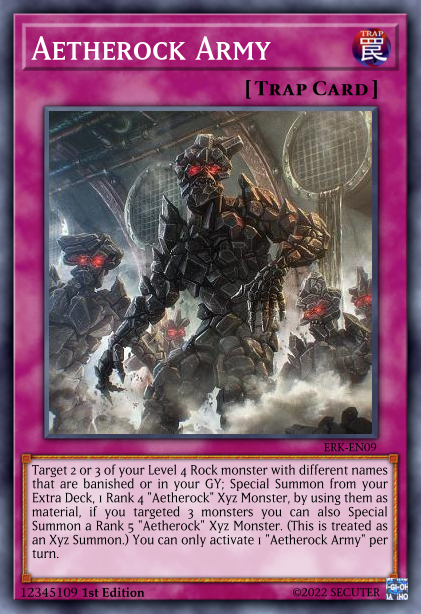 Aetherock Army
TRAP
罠
[Trap Card]
ERK-EN09
Target 2 or 3 of your Level 4 Rock monster with different names
that are banished or in your GY; Special Summon from your
Extra Deck, 1 Rank 4 "Aetherock" Xyz Monster, by using them as
material, if you targeted 3 monsters you can also Special
Summon a Rank 5 "Aetherock" Xyz Monster. (This is treated as
an Xyz Summon.) You can only activate 1 "Aetherock Army" per
turn.
12345109 1st Edition
©2022 SECUTER